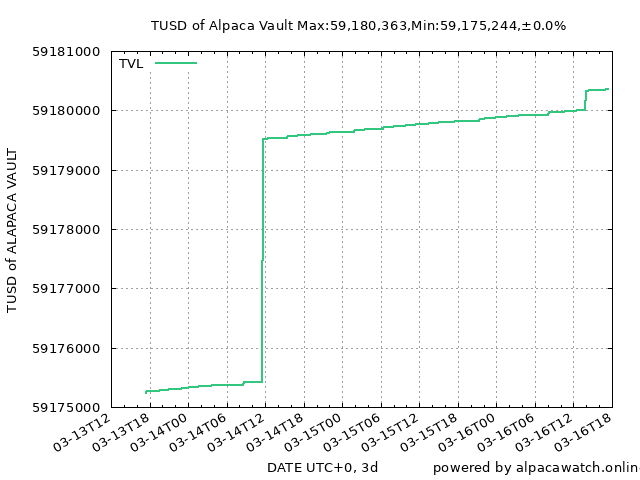 TUSD of Alpaca Vault Max:59,180,363,Min:59,175,244,±0.0%
TVL
59181000
59180000
59179000
59178000
59177000
59176000
59175000
TUSD of ALAPACA VAULT
03-13T12
03-13T18
03-14T00
03-14T06
03-14T12
03-14T18
03-15T00
03-15T06
03-15T12
03-15T18
03-16T00
03-16T06
03-16T12
03-16T18
DATE UTC+0, 3d
powered by alpacawatch.online